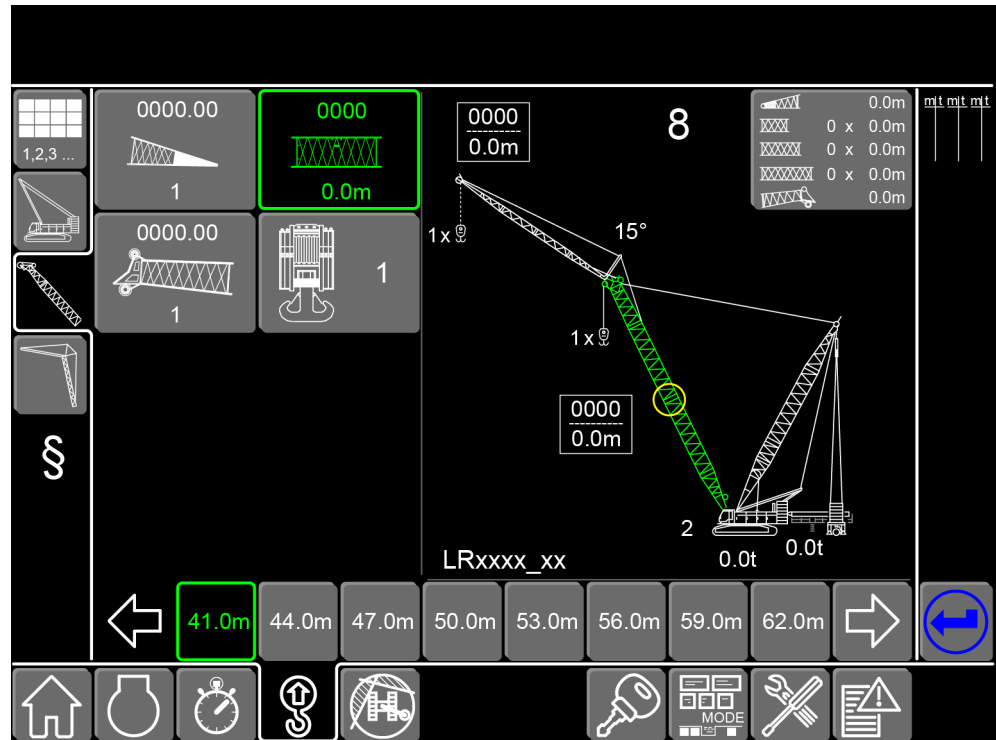 1,2,3 ...
0000.00
1
0000
0.0m
0000.00
1
1
§
0000
0.0m
8
0.0m
0 x 0.0m
0 x 0.0m
0 x 0.0m
0.0m
m t m t m t
1 x
15°
1 x
0000
0.0m
2
0.0t
0.0t
LRxxxx_xx
41.0m 44.0m 47.0m 50.0m 53.0m 56.0m 59.0m 62.0m
MODE